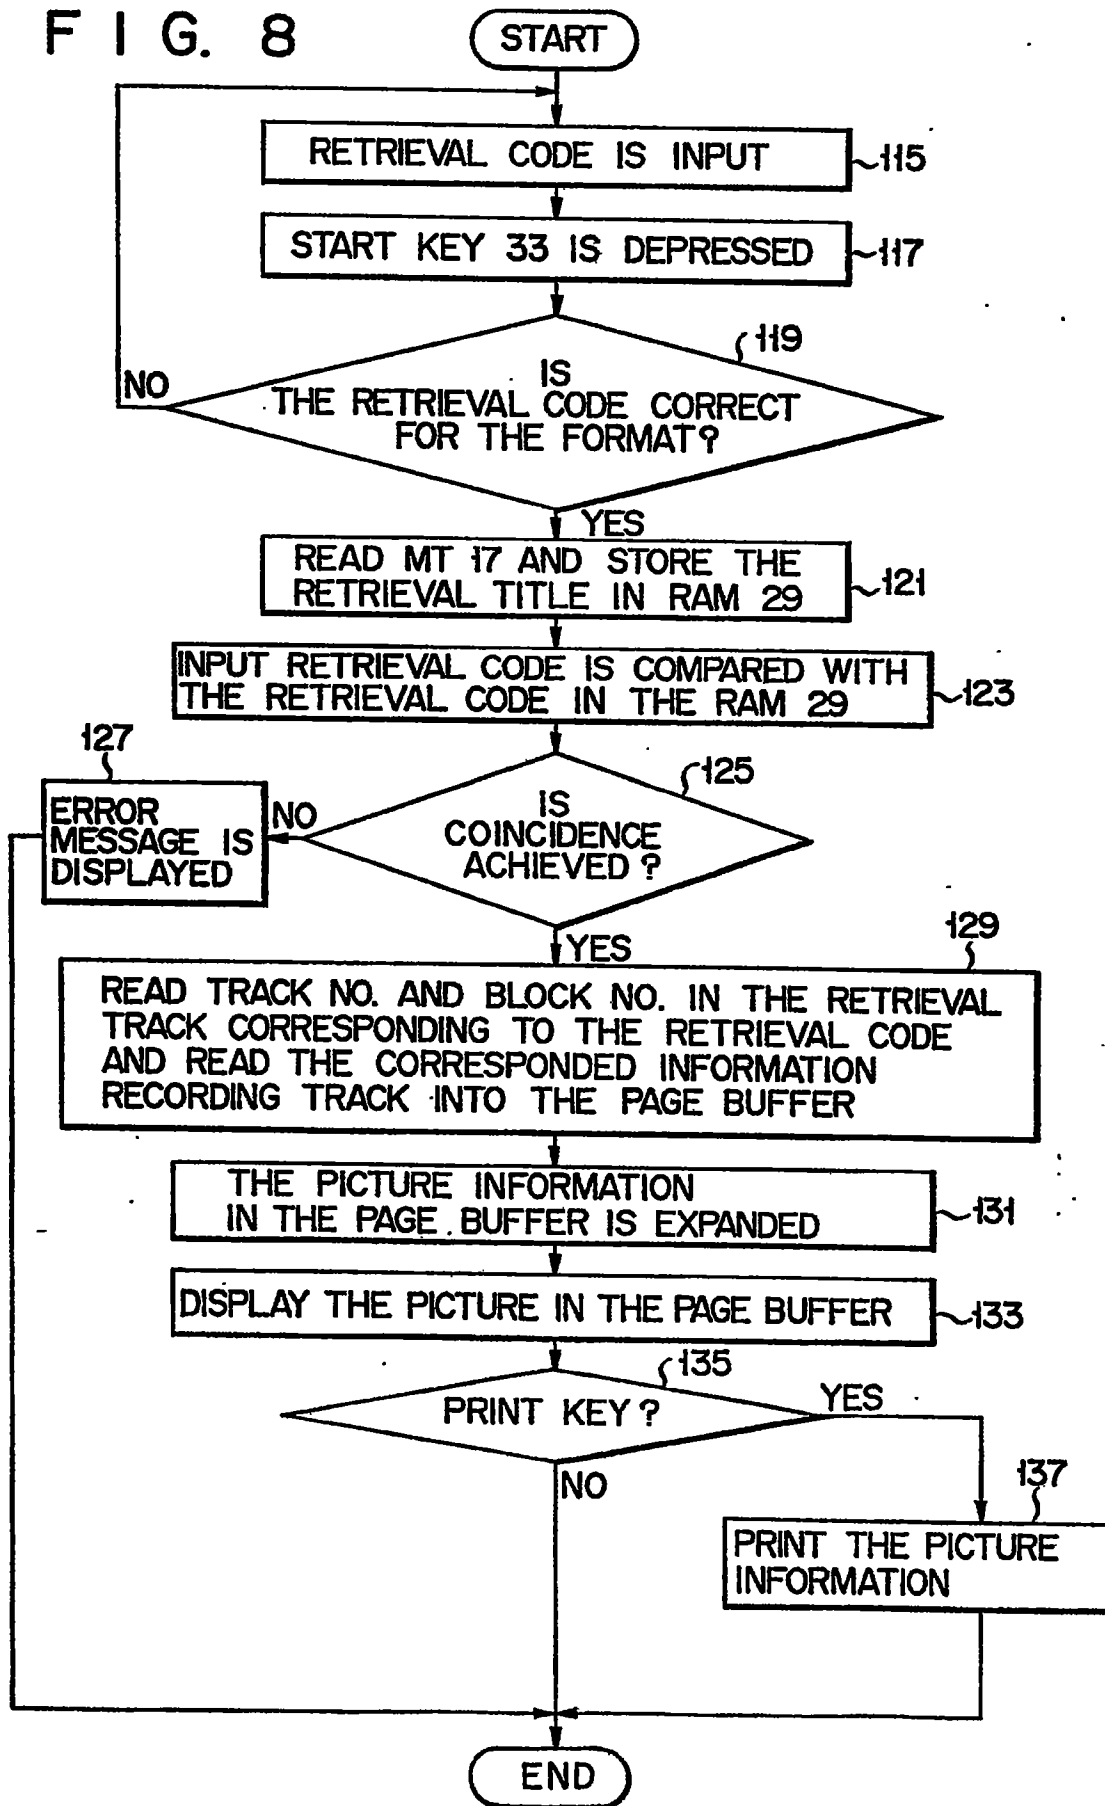 FIG. 8
START
RETRIEVAL CODE IS INPUT
115
START KEY 33 IS DEPRESSED
117
119
IS
THE RETRIEVAL CODE CORRECT
FOR THE FORMAT?
NO
YES
READ MT 17 AND STORE THE
RETRIEVAL TITLE IN RAM 29
121
INPUT RETRIEVAL CODE IS COMPARED WITH
THE RETRIEVAL CODE IN THE RAM 29
123
127
ERROR
MESSAGE IS
DISPLAYED
NO
125
IS
COINCIDENCE
ACHIEVED?
YES
129
READ TRACK NO. AND BLOCK NO. IN THE RETRIEVAL
TRACK CORRESPONDING TO THE RETRIEVAL CODE
AND READ THE CORRESPONDED INFORMATION
RECORDING TRACK INTO THE PAGE BUFFER
THE PICTURE INFORMATION
IN THE PAGE BUFFER IS EXPANDED
131
DISPLAY THE PICTURE IN THE PAGE BUFFER
133
135
PRINT KEY?
YES
NO
137
PRINT THE PICTURE
INFORMATION
END